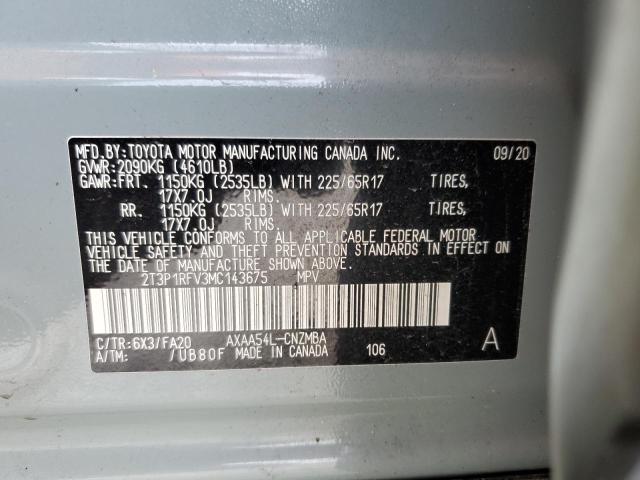 MFD.BY:TOYOTA MOTOR MANUFACTURING CANADA INC. 09/20
GVWR:2090KG (4610LB)
GAWR:FRT. 1150KG (2535LB) WITH 225/65R17 TIRES,
17X7.0J RIMS.
RR. 1150KG (2535LB) WITH 225/65R17 TIRES,
17X7.0J RIMS.
THIS VEHICLE CONFORMS TO ALL APPLICABLE FEDERAL MOTOR
VEHICLE SAFETY AND THEFT PREVENTION STANDARDS IN EFFECT ON
THE DATE OF MANUFACTURE SHOWN ABOVE.
2T3P1RFV3MC143675 MPV
C/TR:6X3/FA20 AXAA54L-CNZMBA
A/TM: /UB80F MADE IN CANADA 106 A